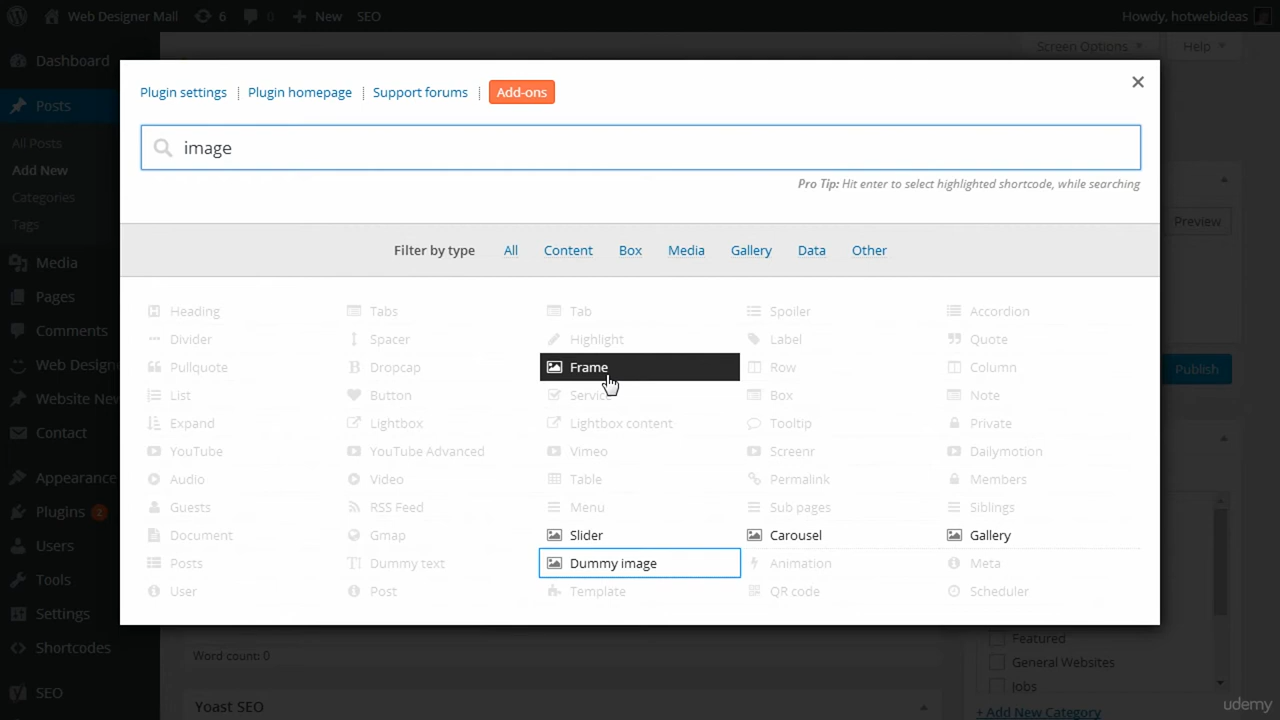 Web Designer Mall 6 0 New SEO Howdy, hotwebideas
Screen Options Help
Dashboard
Posts
All Posts
Add New
Categories
Tags
Media
Pages
Comments
Web Designe
Website New
Contact
Appearance
Plugins 2
Users
Tools
Settings
Shortcodes
SEO
Plugin settings | Plugin homepage | Support forums | Add-ons
image
Pro Tip: Hit enter to select highlighted shortcode, while searching
Filter by type All Content Box Media Gallery Data Other
Heading Tabs Tab Spoiler Accordion
Divider Spacer Highlight Label Quote
Pullquote Dropcap Frame Row Column
List Button Service Box Note
Expand Lightbox Lightbox content Tooltip Private
YouTube YouTube Advanced Vimeo Screenr Dailymotion
Audio Video Table Permalink Members
Guests RSS Feed Menu Sub pages Siblings
Document Gmap Slider Carousel Gallery
Posts Dummy text Dummy image Animation Meta
User Post Template QR code Scheduler
Preview
Publish
Word count: 0
Yoast SEO
Featured
General Websites
Jobs
+ Add New Category
udemy